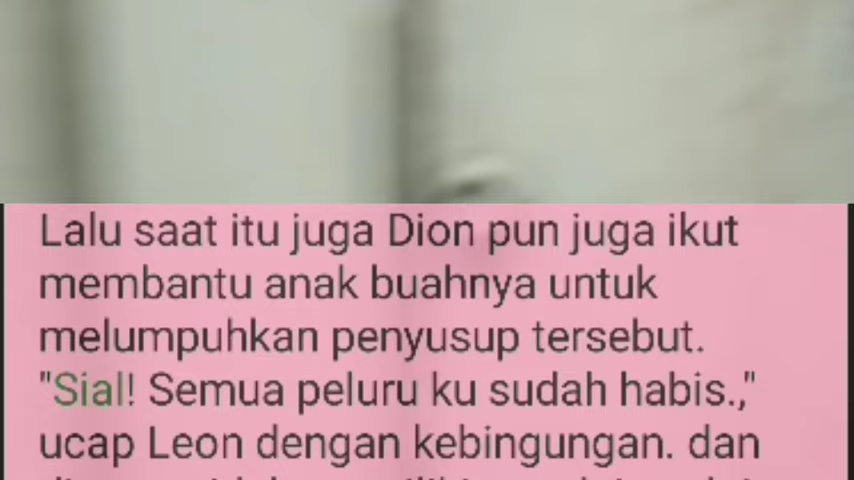 Lalu saat itu juga Dion pun juga ikut
membantu anak buahnya untuk
melumpuhkan penyusup tersebut.
"Sial! Semua peluru ku sudah habis.,"
ucap Leon dengan kebingungan. dan